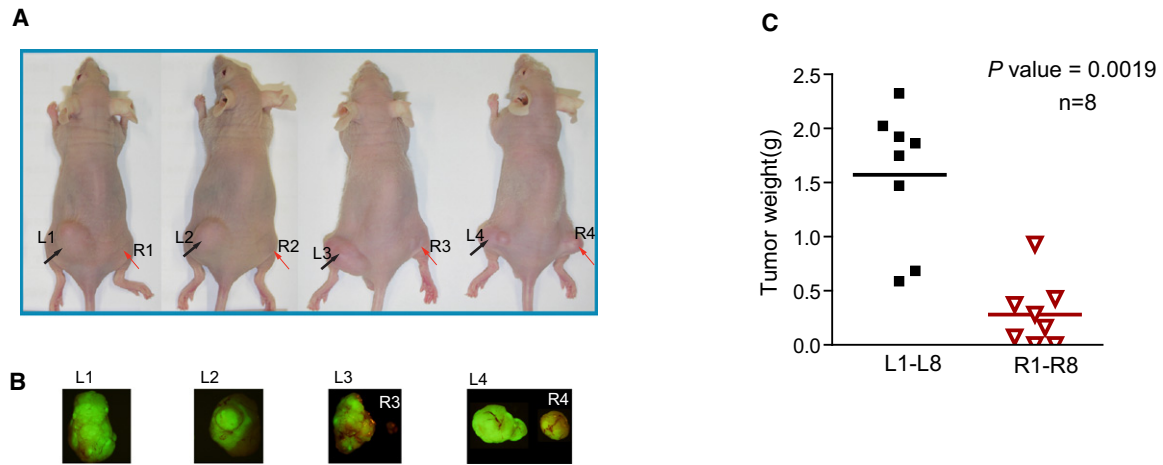 A
L1
R1
L2
R2
L3
R3
L4
R4
B
L1
L2
L3
R3
L4
R4
C
P value = 0.0019
n=8
Tumor weight(g)
2.5
2.0
1.5
1.0
0.5
0.0
L1-L8
R1-R8